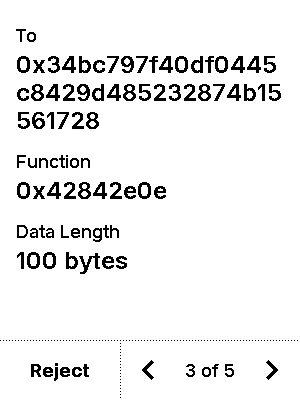 To
0x34bc797f40df0445
c8429d485232874b15
561728
Function
0x42842e0e
Data Length
100 bytes
Reject
3 of 5